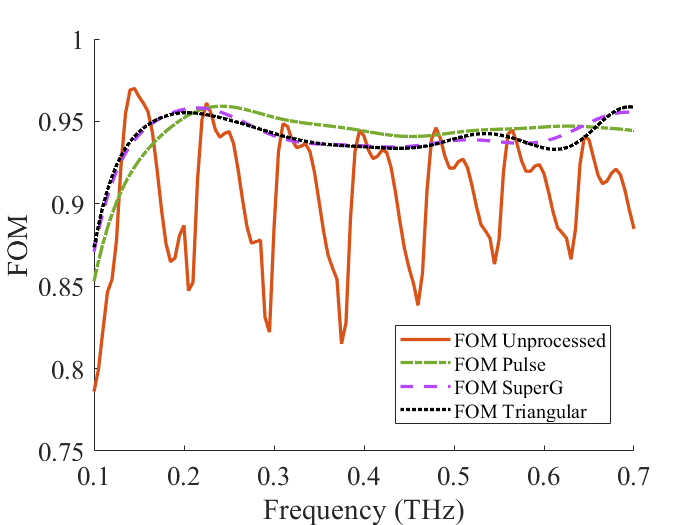 1
0.95
0.9
0.85
0.8
0.75
FOM
FOM Unprocessed
FOM Pulse
FOM SuperG
FOM Triangular
0.1 0.2 0.3 0.4 0.5 0.6 0.7
Frequency (THz)